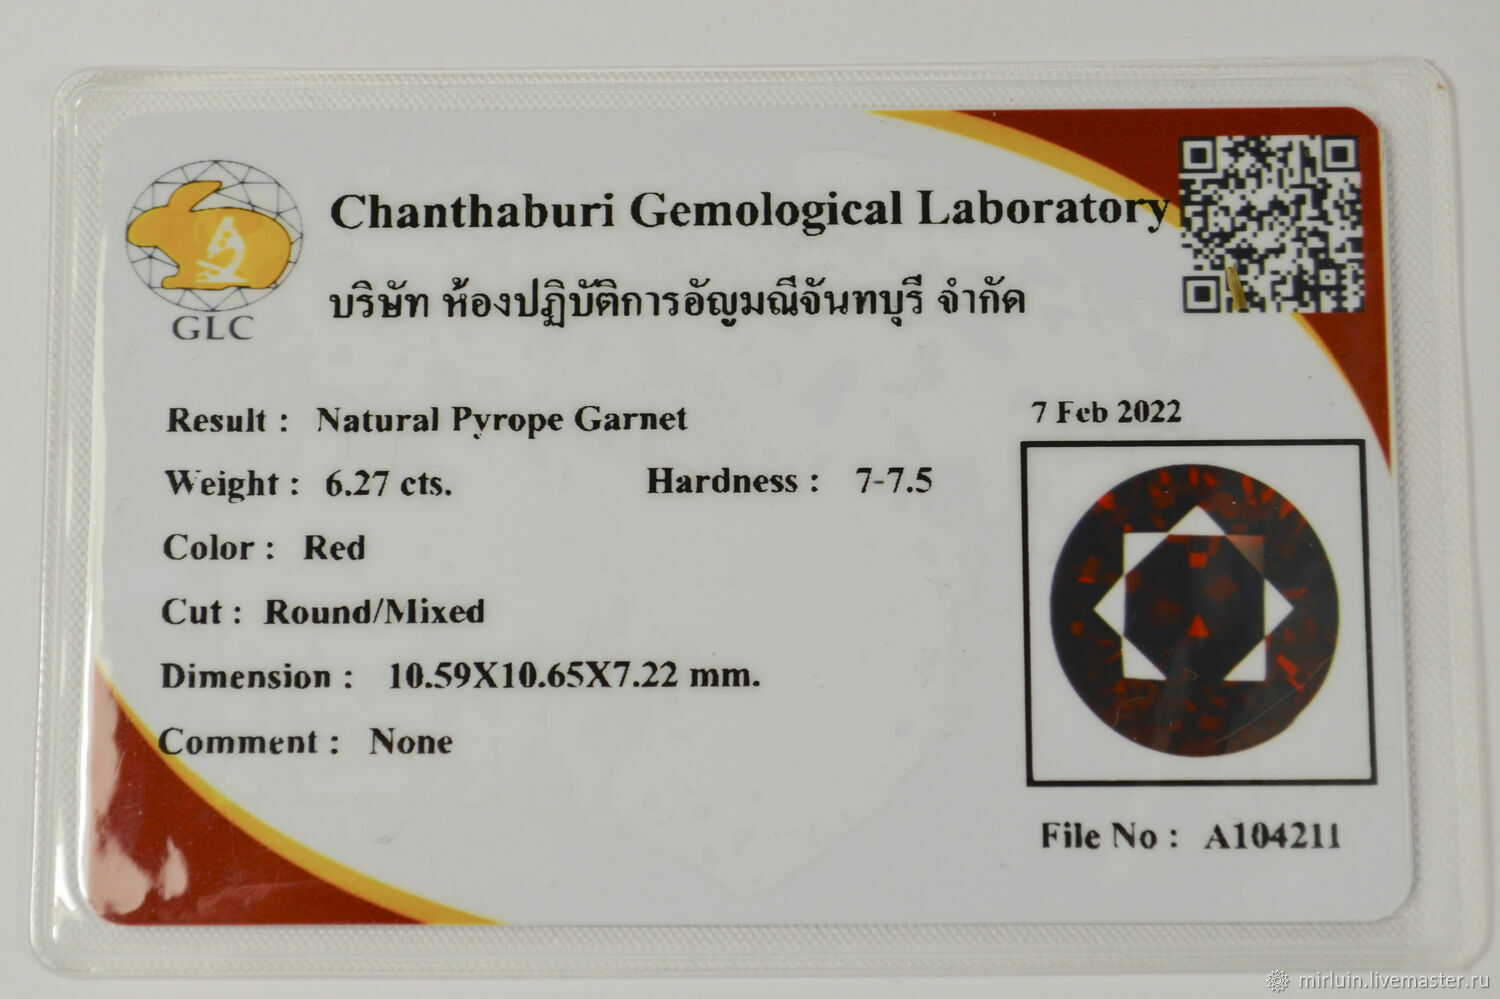 Chanthaburi Gemological Laboratory
บริษัท ห้องปฏิบัติการอัญมณีจันทบุรี จำกัด
GLC
Result : Natural Pyrope Garnet
7 Feb 2022
Weight : 6.27 cts. Hardness : 7-7.5
Color : Red
Cut : Round/Mixed
Dimension : 10.59X10.65X7.22 mm.
Comment : None
File No : A104211
mirluin.livemaster.ru